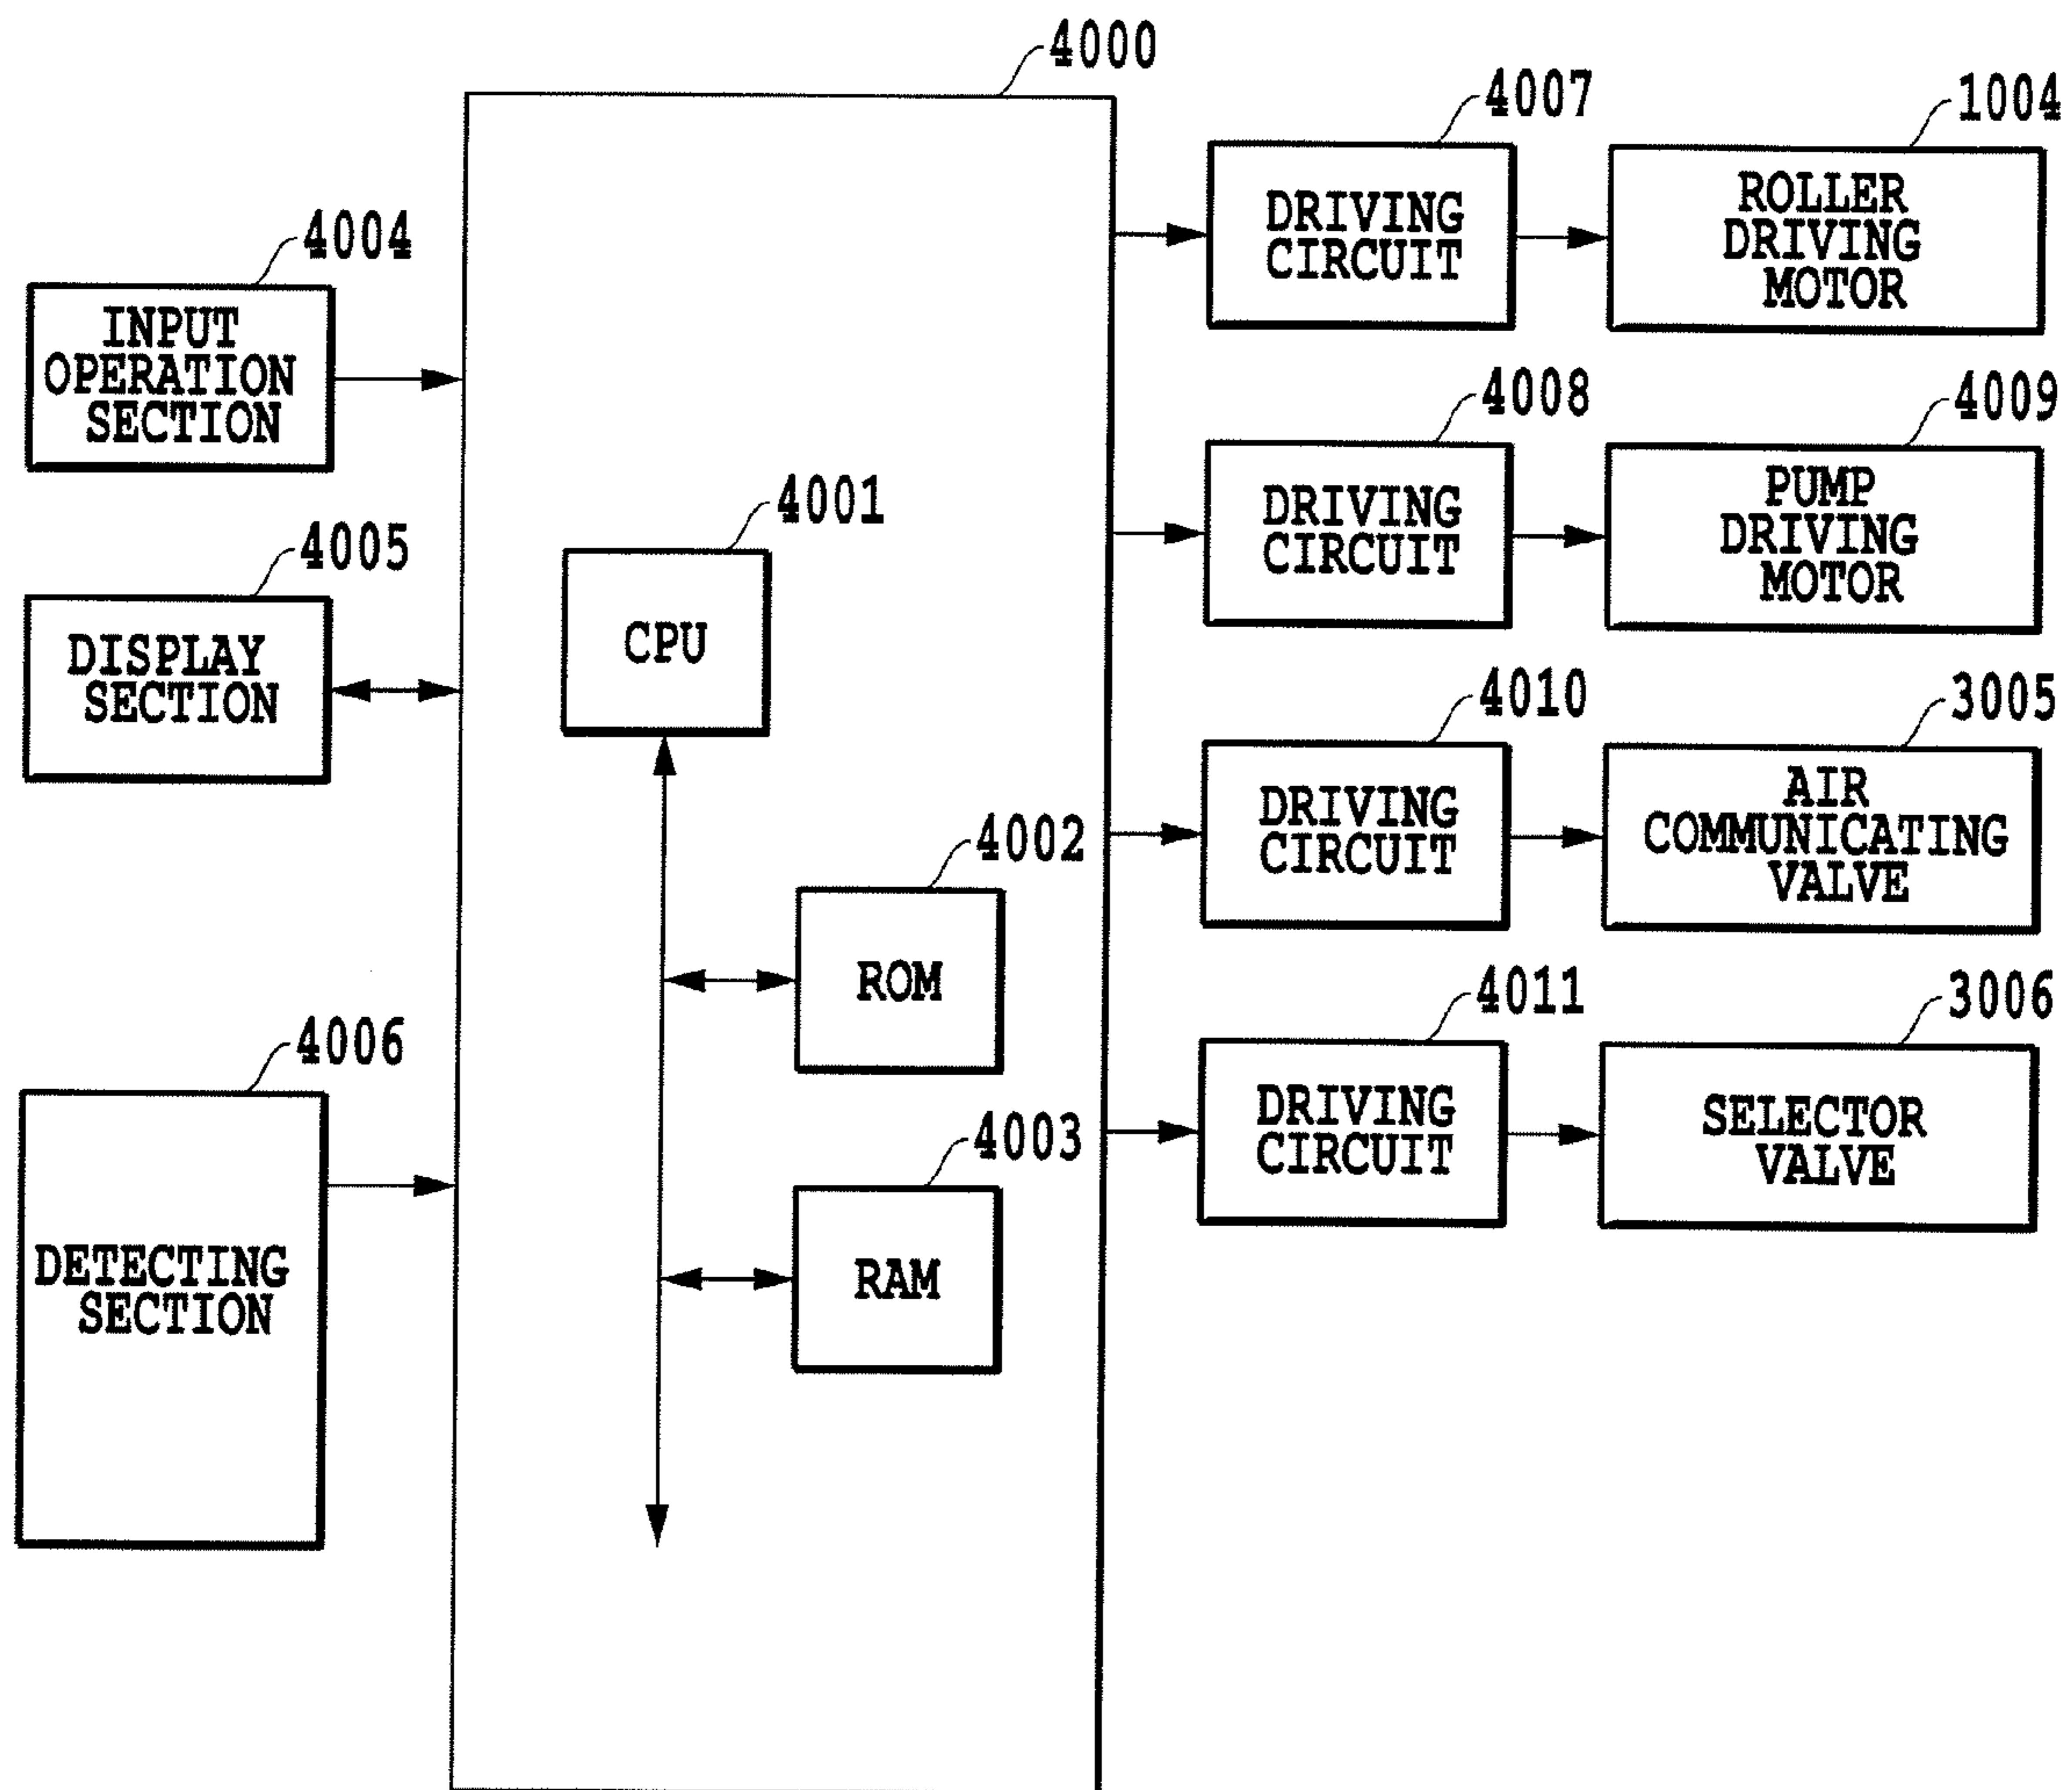 4000
4004
INPUT
OPERATION
SECTION
4005
DISPLAY
SECTION
4006
DETECTING
SECTION
4001
CPU
4002
ROM
4003
RAM
4007
DRIVING
CIRCUIT
1004
ROLLER
DRIVING
MOTOR
4008
DRIVING
CIRCUIT
4009
PUMP
DRIVING
MOTOR
4010
DRIVING
CIRCUIT
3005
AIR
COMMUNICATING
VALVE
4011
DRIVING
CIRCUIT
3006
SELECTOR
VALVE